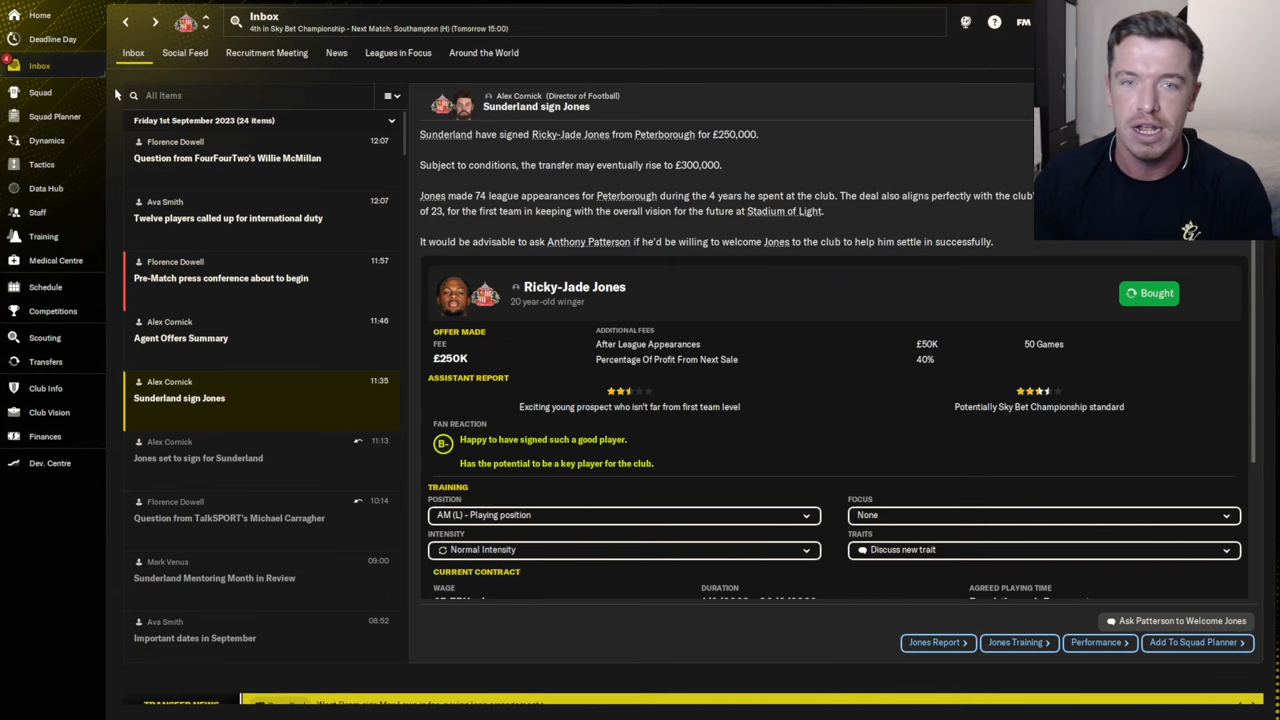 Home
Deadline Day
4
Inbox
Squad
Squad Planner
Dynamics
Tactics
Data Hub
Staff
Training
Medical Centre
Schedule
Competitions
Scouting
Transfers
Club Info
Club Vision
Finances
Dev. Centre
Inbox
4th in Sky Bet Championship - Next Match: Southampton (H) (Tomorrow 15:00)
?
FM
Inbox
Social Feed
Recruitment Meeting
News
Leagues in Focus
Around the World
All Items
Friday 1st September 2023 (24 items)
Florence Dowell
12:07
Question from FourFourTwo's Willie McMillan
Ava Smith
12:07
Twelve players called up for international duty
Florence Dowell
11:57
Pre-Match press conference about to begin
Alex Cornick
11:46
Agent Offers Summary
Alex Cornick
11:35
Sunderland sign Jones
Alex Cornick
11:13
Jones set to sign for Sunderland
Florence Dowell
10:14
Question from TalkSPORT's Michael Carragher
Mark Venus
09:00
Sunderland Mentoring Month in Review
Ava Smith
08:52
Important dates in September
Alex Cornick (Director of Football)
Sunderland sign Jones
Sunderland have signed Ricky-Jade Jones from Peterborough for £250,000.
Subject to conditions, the transfer may eventually rise to £300,000.
Jones made 74 league appearances for Peterborough during the 4 years he spent at the club. The deal also aligns perfectly with the club'
of 23, for the first team in keeping with the overall vision for the future at Stadium of Light.
It would be advisable to ask Anthony Patterson if he'd be willing to welcome Jones to the club to help him settle in successfully.
Ricky-Jade Jones
20 year-old winger
Bought
OFFER MADE
FEE
£250K
ADDITIONAL FEES
After League Appearances
£50K
50 Games
Percentage Of Profit From Next Sale
40%
ASSISTANT REPORT
Exciting young prospect who isn't far from first team level
Potentially Sky Bet Championship standard
FAN REACTION
B-
Happy to have signed such a good player.
Has the potential to be a key player for the club.
TRAINING
POSITION
AM (L) - Playing position
FOCUS
None
INTENSITY
Normal Intensity
TRAITS
Discuss new trait
CURRENT CONTRACT
WAGE
DURATION
AGREED PLAYING TIME
Ask Patterson to Welcome Jones
Jones Report
Jones Training
Performance
Add To Squad Planner
TRANSFER NEWS